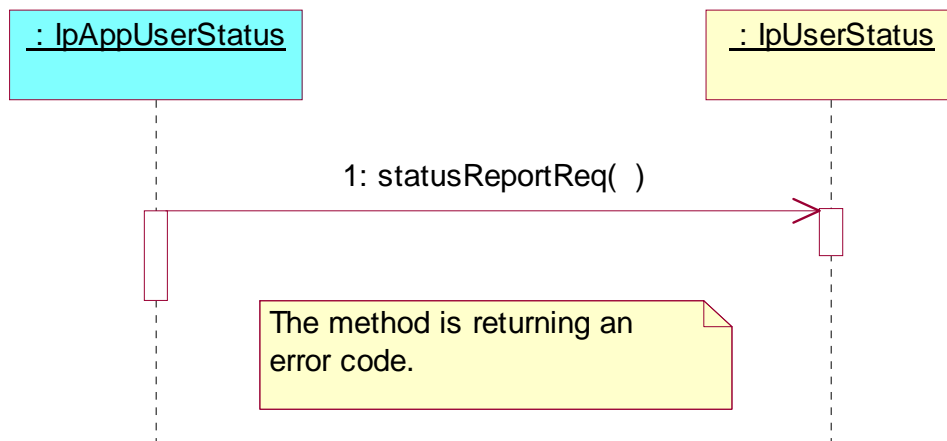 : IpAppUserStatus
: IpUserStatus
1: statusReportReq(  )
The method is returning an
error code.